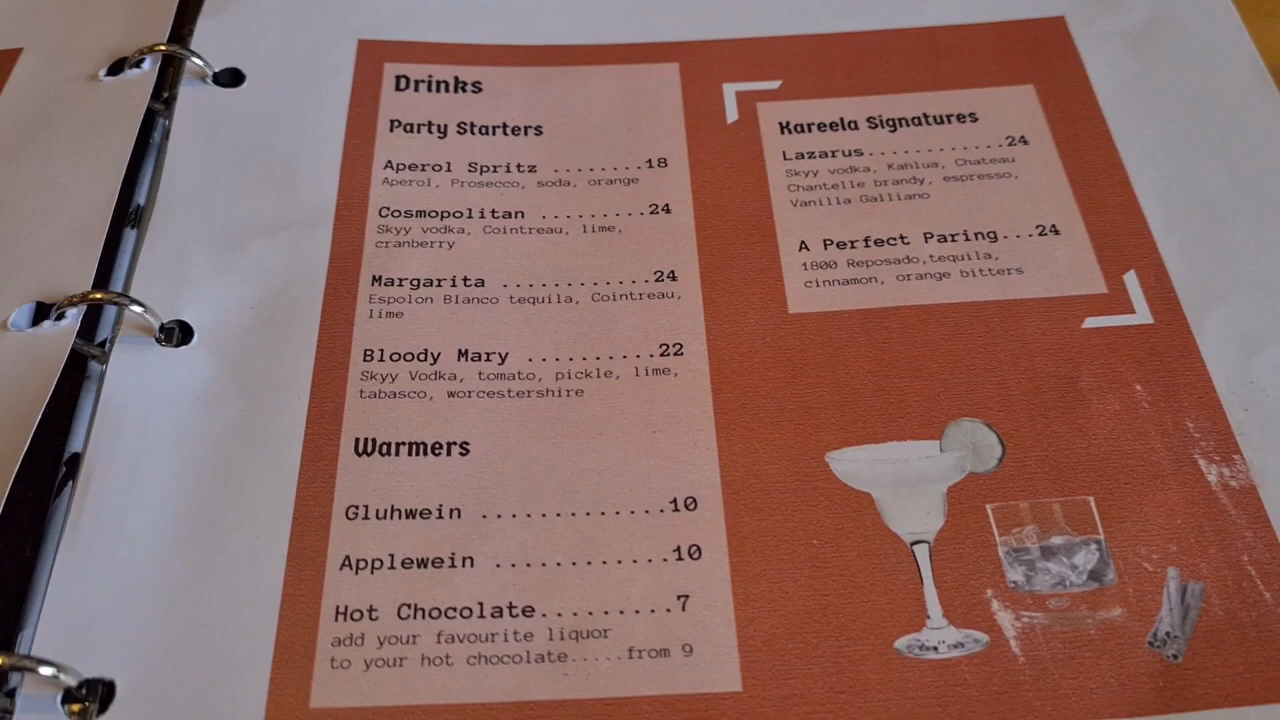 Drinks
Party Starters
Aperol Spritz ........18
Aperol, Prosecco, soda, orange
Cosmopolitan .........24
Skyy vodka, Cointreau, lime,
cranberry
Margarita ............24
Espolon Blanco tequila, Cointreau,
lime
Bloody Mary ..........22
Skyy Vodka, tomato, pickle, lime,
tabasco, worcestershire
Warmers
Gluhwein .............10
Applewein ............10
Hot Chocolate.........7
add your favourite liquor
to your hot chocolate.....from 9
Kareela Signatures
Lazarus............24
Skyy vodka, Kahlua, Chateau
Chantelle brandy, espresso,
Vanilla Galliano
A Perfect Paring...24
1800 Reposado,tequila,
cinnamon, orange bitters